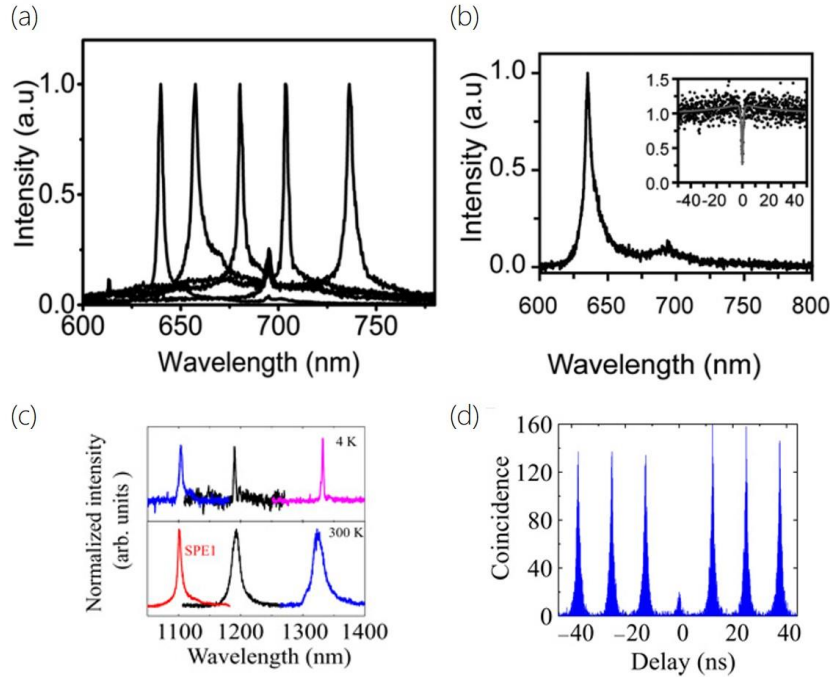 (a)
Intensity (a.u)
1.0
0.5
0.0
600 650 700 750
Wavelength (nm)
(b)
Intensity (a.u)
1.0
0.5
0.0
1.5
1.0
0.5
0.0
-40 -20 0 20 40
600 650 700 750 800
Wavelength (nm)
(c)
Normalized intensity
(arb. units)
4 K
300 K
SPE1
1100 1200 1300 1400
Wavelength (nm)
(d)
Coincidence
160
120
80
40
0
−40 −20 0 20 40
Delay (ns)